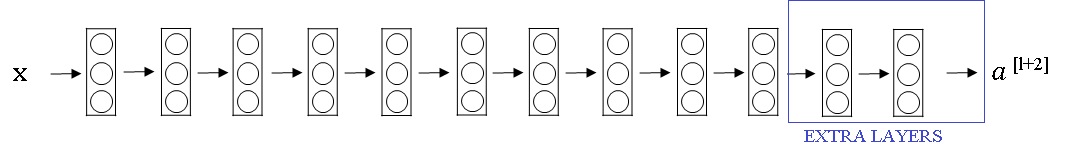 x
a [l+2]
EXTRA LAYERS